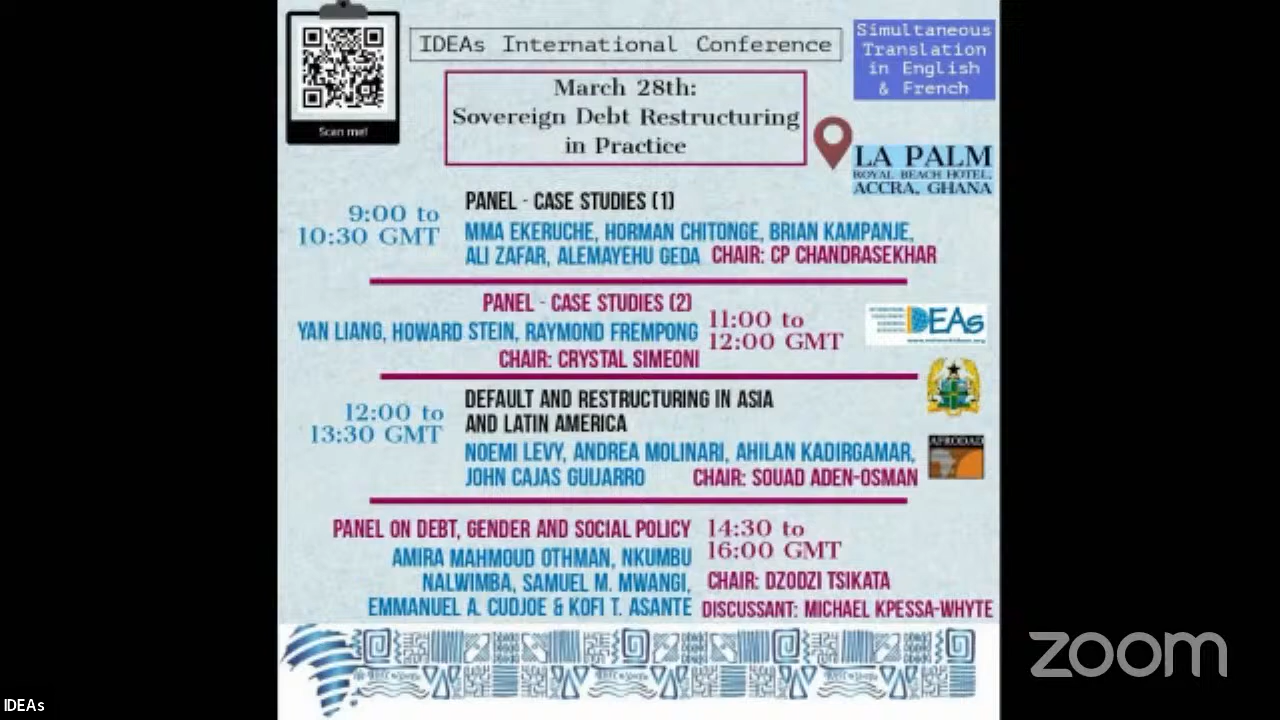 Scan me!
IDEAs International Conference
Simultaneous
Translation
in English
& French
March 28th:
Sovereign Debt Restructuring
in Practice
LA PALM
ROYAL BEACH HOTEL,
ACCRA, GHANA
9:00 to
10:30 GMT
PANEL - CASE STUDIES (1)
MMA EKERUCHE, HORMAN CHITONGE, BRIAN KAMPANJE,
ALI ZAFAR, ALEMAYEHU GEDA CHAIR: CP CHANDRASEKHAR
PANEL - CASE STUDIES (2)
YAN LIANG, HOWARD STEIN, RAYMOND FREMPONG
CHAIR: CRYSTAL SIMEONI
11:00 to
12:00 GMT
IDEAs
12:00 to
13:30 GMT
DEFAULT AND RESTRUCTURING IN ASIA
AND LATIN AMERICA
NOEMI LEVY, ANDREA MOLINARI, AHILAN KADIRGAMAR,
JOHN CAJAS GUIJARRO CHAIR: SOUAD ADEN-OSMAN
AFRODAD
PANEL ON DEBT, GENDER AND SOCIAL POLICY
AMIRA MAHMOUD OTHMAN, NKUMBU
NALWIMBA, SAMUEL M. MWANGI,
EMMANUEL A. CUDJOE & KOFI T. ASANTE
14:30 to
16:00 GMT
CHAIR: DZODZI TSIKATA
DISCUSSANT: MICHAEL KPESSA-WHYTE
zoom
IDEAs